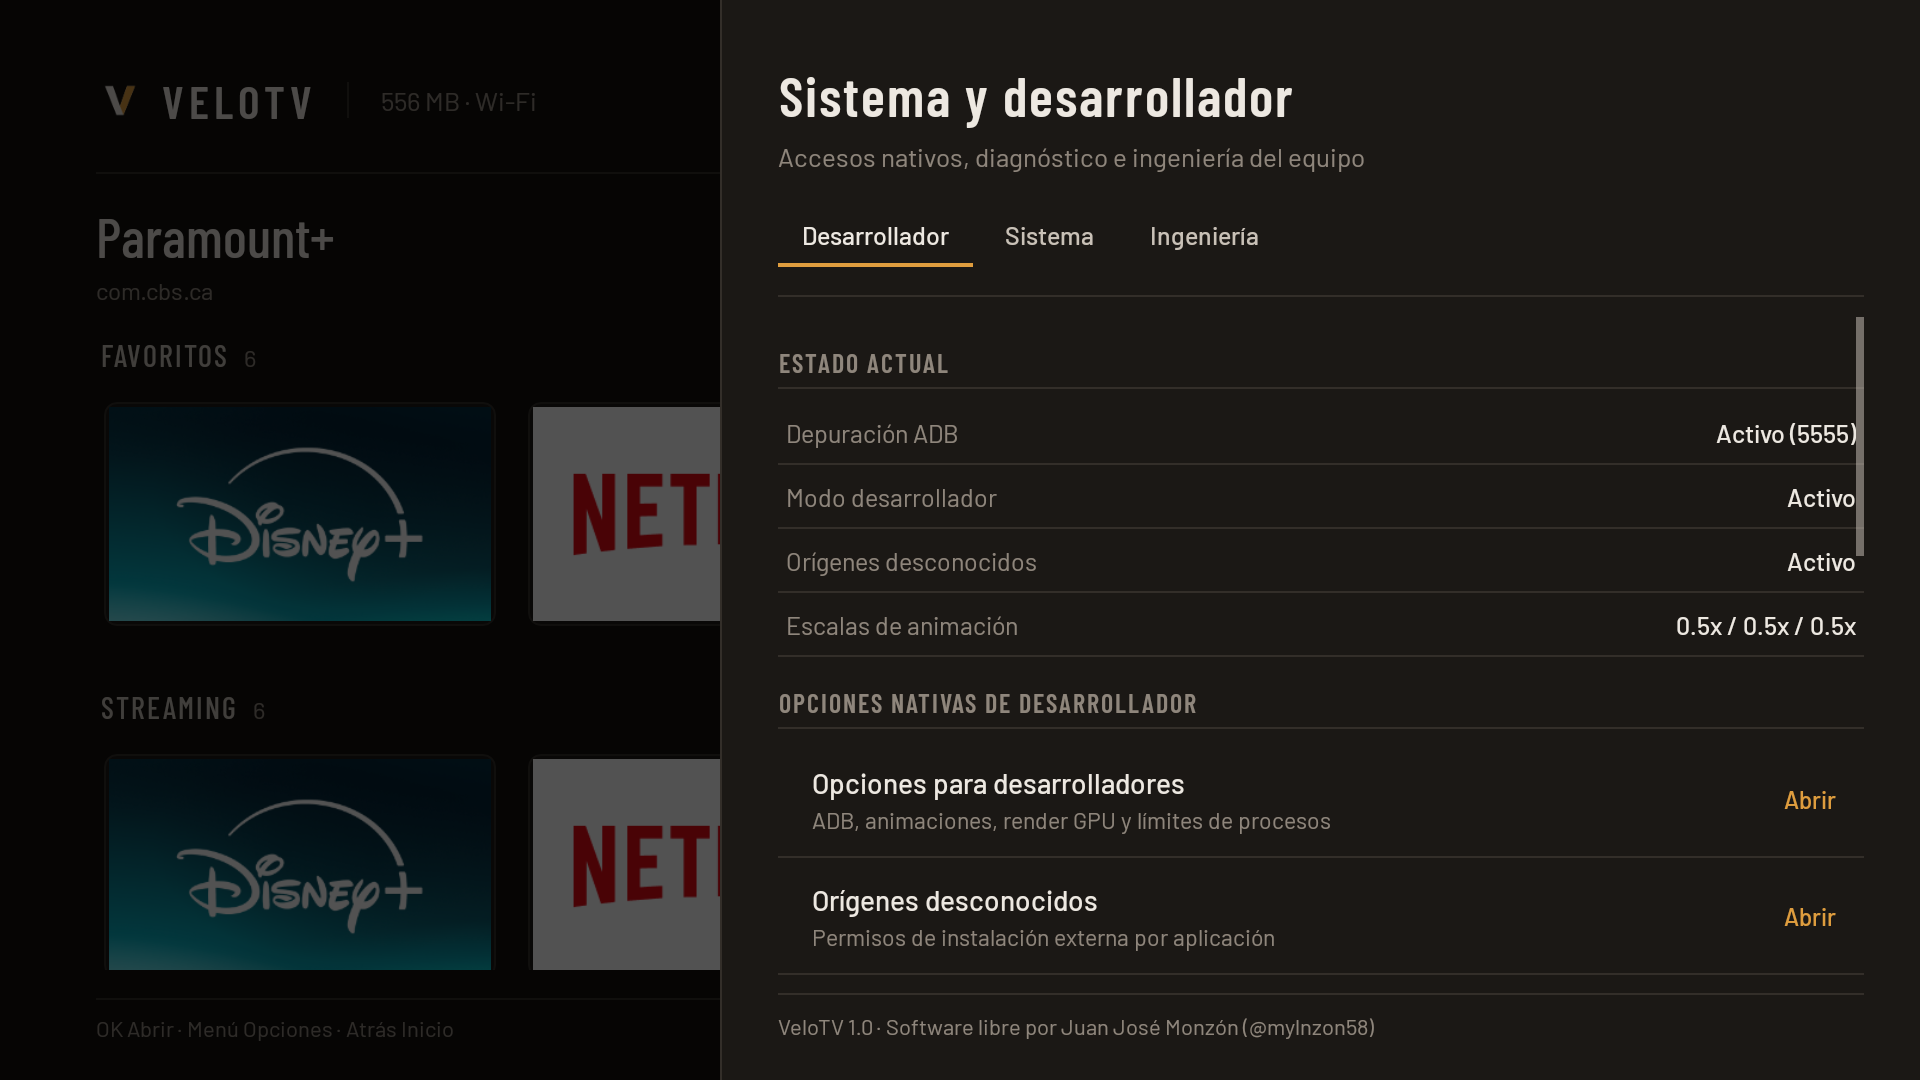 VELOTV
556 MB · Wi-Fi
Paramount+
com.cbs.ca
FAVORITOS 6
Disney+
NET
STREAMING 6
Disney+
NET
OK Abrir · Menú Opciones · Atrás Inicio
Sistema y desarrollador
Accesos nativos, diagnóstico e ingeniería del equipo
Desarrollador
Sistema
Ingeniería
ESTADO ACTUAL
Depuración ADB Activo (5555)
Modo desarrollador Activo
Orígenes desconocidos Activo
Escalas de animación 0.5x / 0.5x / 0.5x
OPCIONES NATIVAS DE DESARROLLADOR
Opciones para desarrolladores
ADB, animaciones, render GPU y límites de procesos
Abrir
Orígenes desconocidos
Permisos de instalación externa por aplicación
Abrir
VeloTV 1.0 · Software libre por Juan José Monzón (@mylnzon58)